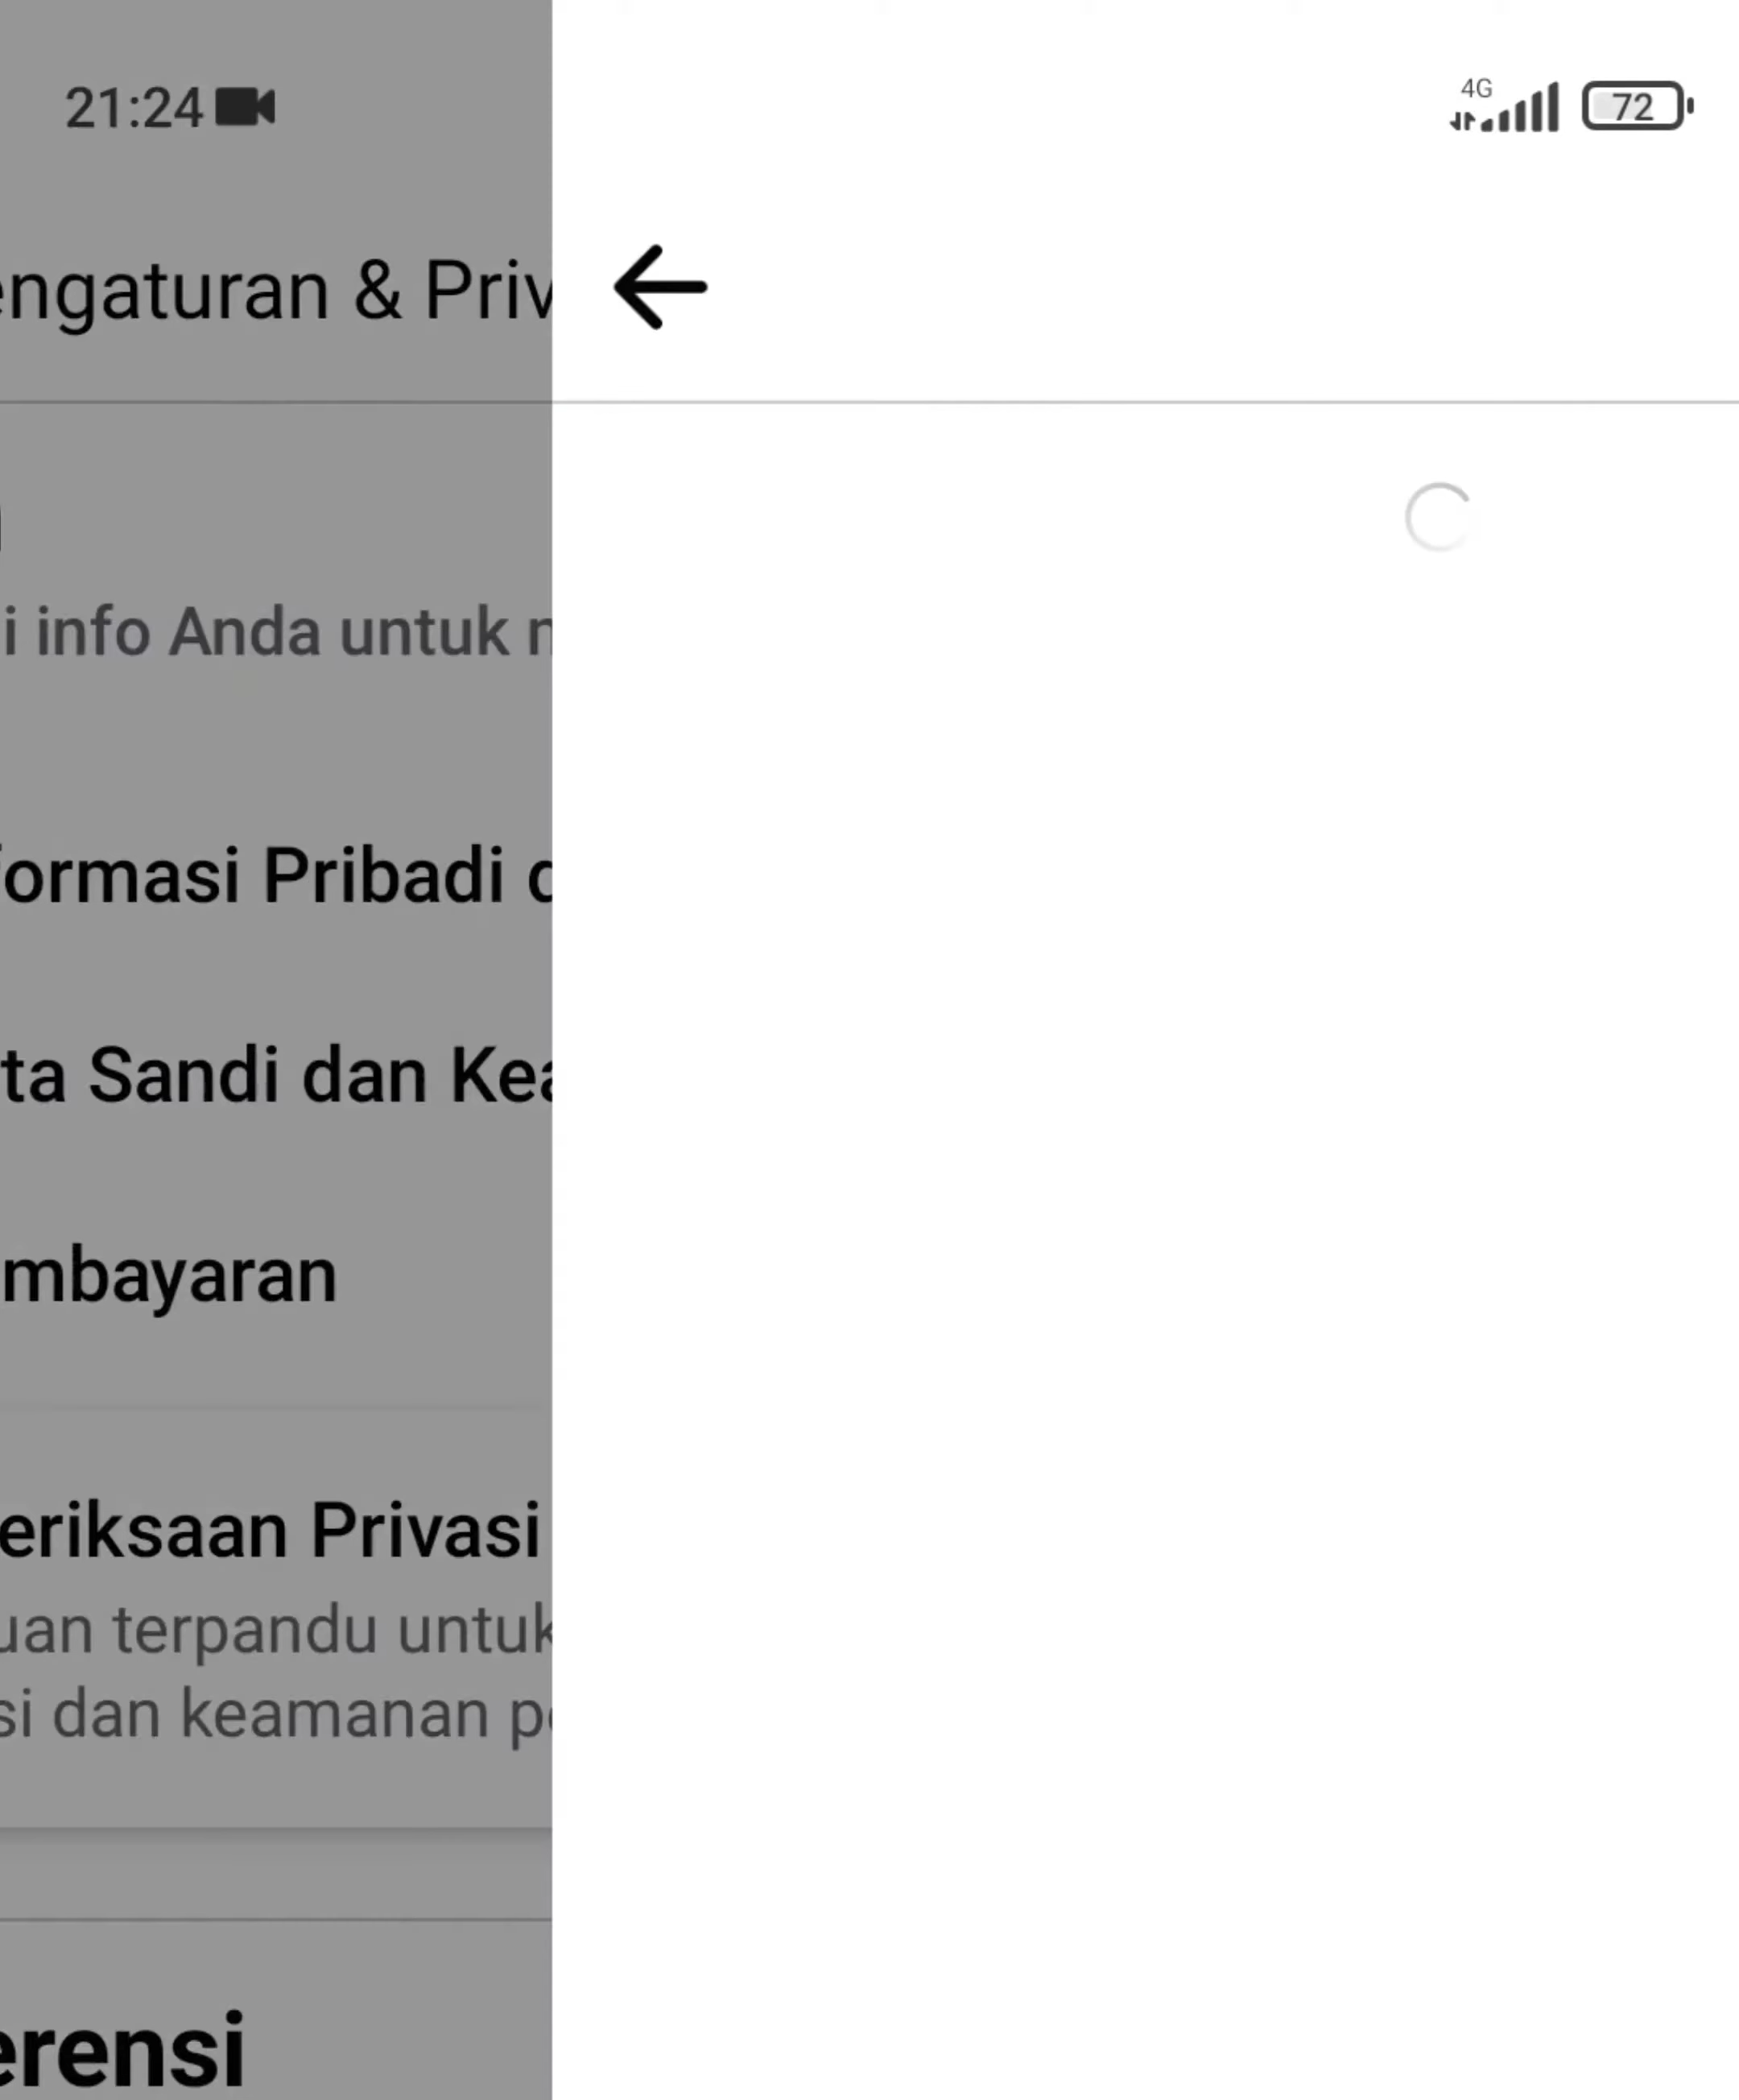 21:24
4G
72
engaturan & Priv
i info Anda untuk
formasi Pribadi
ta Sandi dan Kea
mbayaran
eriksaan Privasi
uan terpandu untuk
si dan keamanan pe
erensi